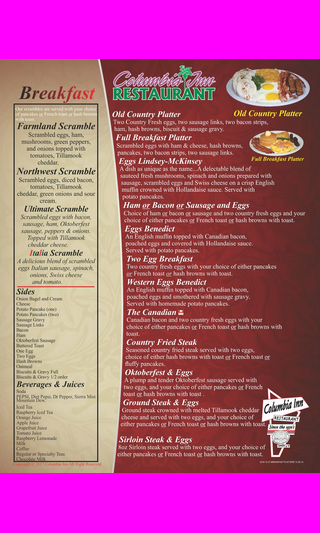 Breakfast
Our scrambles are served with your choice
of pancakes or French toast or hash browns
with toast.
Farmland Scramble
Scrambled eggs, ham,
mushrooms, green peppers,
and onions topped with
tomatoes, Tillamook
cheddar.
Northwest Scramble
Scrambled eggs, diced bacon,
tomatoes, Tillamook
cheddar, green onions and sour
cream.
Ultimate Scramble
Scrambled eggs with bacon,
sausage, ham, Oktoberfest
sausage, peppers & onions.
Topped with Tillamook
cheddar cheese.
Italia Scramble
A delicious blend of scrambled
eggs Italian sausage, spinach,
onions, Swiss cheese
and tomato.
Sides
Onion Bagel and Cream
Cheese
Potato Pancake (one)
Potato Pancakes (two)
Sausage Gravy
Sausage Links
Bacon
Ham
Oktoberfest Sausage
Buttered Toast
One Egg
Two Eggs
Hash Browns
Oatmeal
Biscuits & Gravy Full
Biscuits & Gravy 1/2 order
Beverages & Juices
Soda
PEPSI, Diet Pepsi, Dr Pepper, Sierra Mist
Mountain Dew
Iced Tea
Raspberry Iced Tea
Orange Juice
Apple Juice
Grapefruit Juice
Tomato Juice
Raspberry Lemonade
Milk
Coffee
Regular or Specialty Teas
Chocolate Milk
Columbia Inn
RESTAURANT
Old Country Platter
Two Country Fresh eggs, two sausage links, two bacon strips,
ham, hash browns, biscuit & sausage gravy.
Full Breakfast Platter
Scrambled eggs with ham & cheese, hash browns,
pancakes, two bacon strips, two sausage links.
Eggs Lindsey-McKinsey
A dish as unique as the name...A delectable blend of
sauteed fresh mushrooms, spinach and onions prepared with
sausage, scrambled eggs and Swiss cheese on a crisp English
muffin crowned with Hollandaise sauce. Served with
potato pancakes.
Ham or Bacon or Sausage and Eggs
Choice of ham or bacon or sausage and two country fresh eggs and your
choice of either pancakes or French toast or hash browns with toast.
Eggs Benedict
An English muffin topped with Canadian bacon,
poached eggs and covered with Hollandaise sauce.
Served with potato pancakes.
Two Egg Breakfast
Two country fresh eggs with your choice of either pancakes
or French toast or hash browns with toast.
Western Eggs Benedict
An English muffin topped with Canadian bacon,
poached eggs and smothered with sausage gravy.
Served with homemade potato pancakes.
The Canadian
Canadian bacon and two country fresh eggs with your
choice of either pancakes or French toast or hash browns with
toast.
Country Fried Steak
Seasoned country fried steak served with two eggs,
choice of either hash browns with toast or French toast or
fluffy pancakes.
Oktoberfest & Eggs
A plump and tender Oktoberfest sausage served with
two eggs, and your choice of either pancakes or French
toast or hash browns with toast .
Ground Steak & Eggs
Ground steak crowned with melted Tillamook cheddar
cheese and served with two eggs, and your choice of
either pancakes or French toast or hash browns with toast.
Sirloin Steak & Eggs
8oz Sirloin steak served with two eggs, your choice of
either pancakes or French toast or hash browns with toast.
Old Country Platter
Full Breakfast Platter
Columbia Inn
RESTAURANT